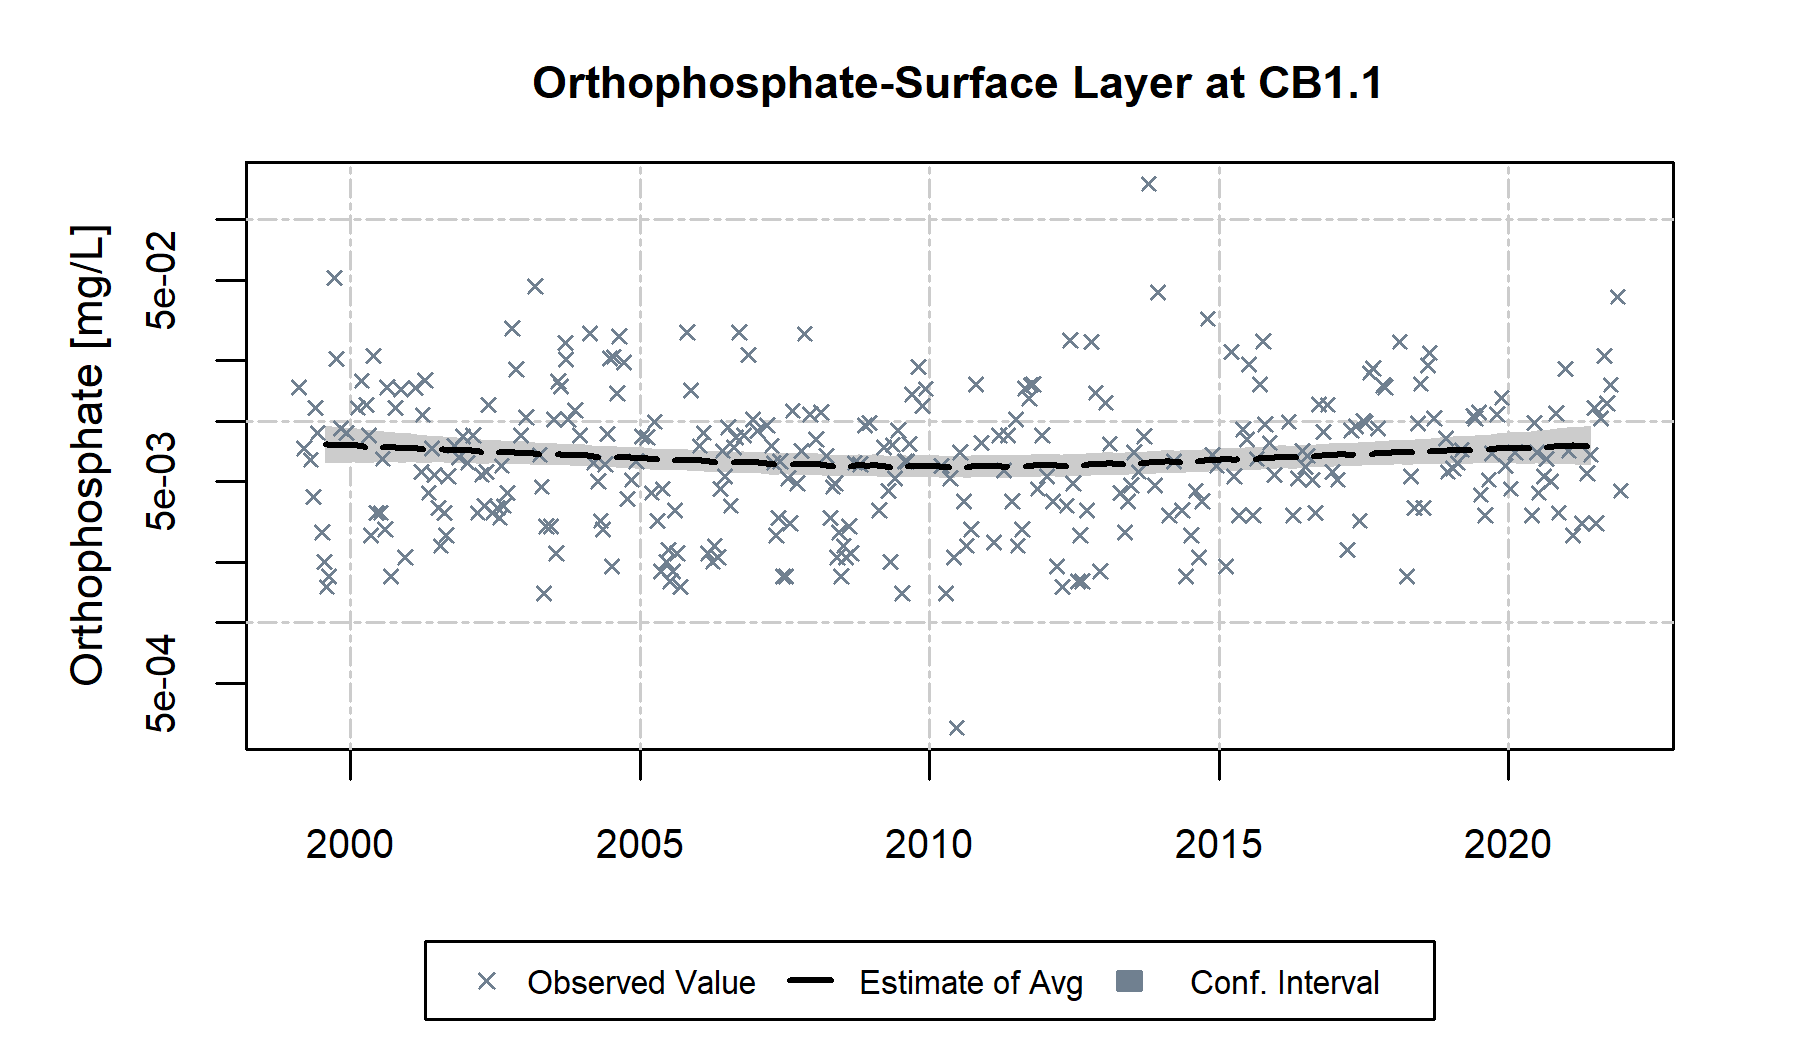 Orthophosphate-Surface Layer at CB1.1
Orthophosphate [mg/L]
5e-02
5e-03
5e-04
2000 2005 2010 2015 2020
Observed Value Estimate of Avg Conf. Interval